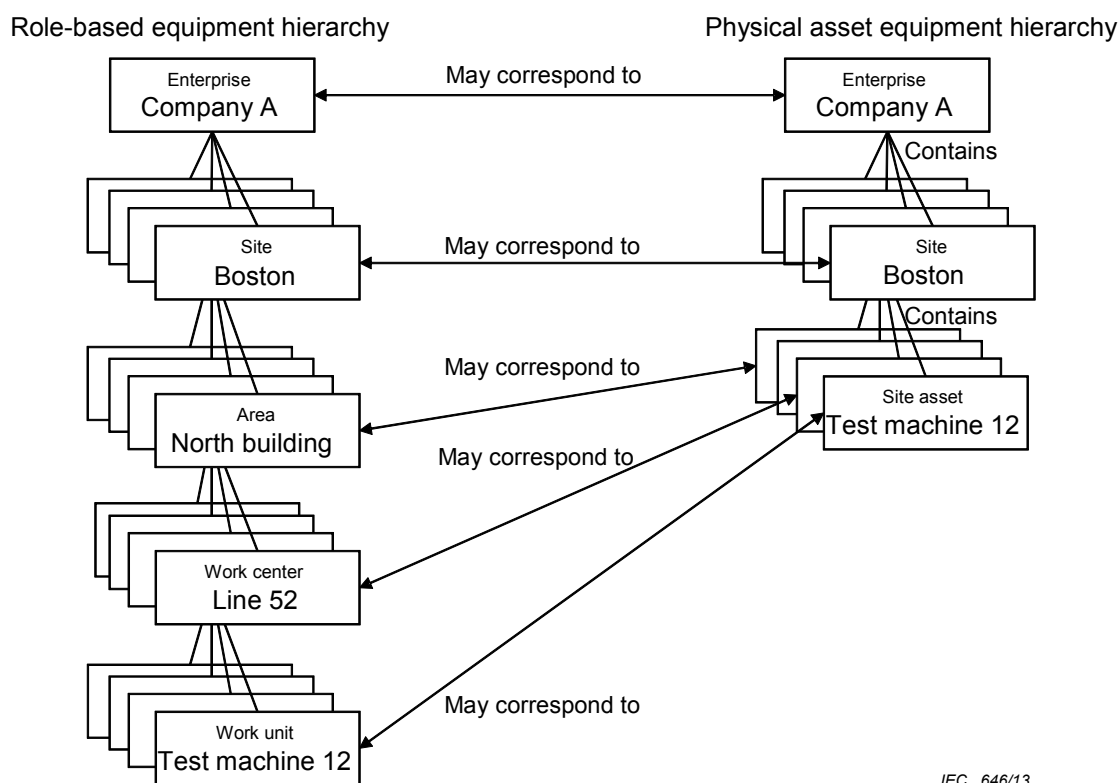 Role-based equipment hierarchy
Physical asset equipment hierarchy
Enterprise
Company A
May correspond to
Enterprise
Company A
Contains
Site
Boston
May correspond to
Site
Boston
Contains
May correspond to
Area
North building
Site asset
Test machine 12
May correspond to
Work center
Line 52
May correspond to
Work unit
Test machine 12
IEC 646/13